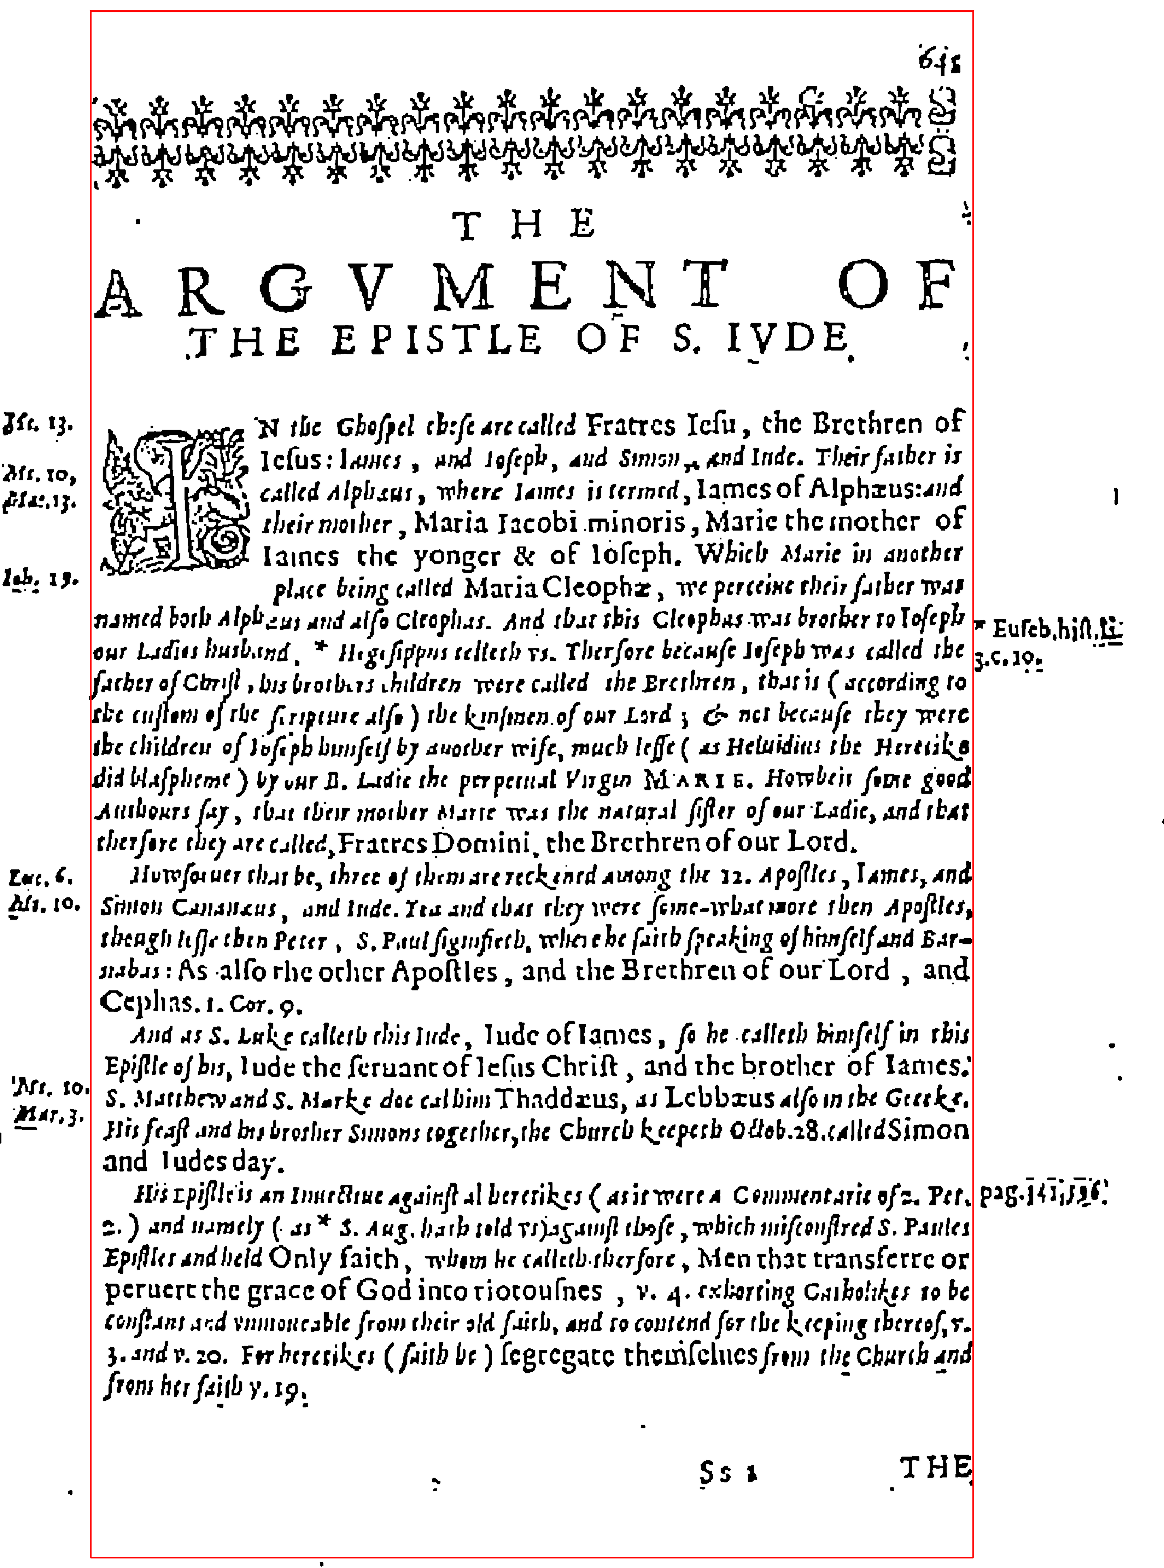 T H E
A R G V M E N T O F
THE EPISTLE OF S. IVDE.
Mt. 13.
IN the Ghoſpel theſe are called Fratres Ieſu, the Brethren of
Ieſus: Iames, and Ioſeph, and Simon, and Iude. Their father is
Mt. 10,
Mar. 13.
called Alphæus, where Iames is termed, Iames of Alphæus: and
their mother, Maria Jacobi minoris, Marie the mother of
Iames the yonger & of Ioſeph. Which Marie in another
Ioh. 19.
place being called Maria Cleophæ, we perceiue their father was
named both Alphæus and alſo Cleophas. And that this Cleophas was brother to Ioſeph
* Euſeb. hiſt. li.
3. c. 10.
our Ladies husband, * Hegeſippus telleth vs. Therfore becauſe Ioſeph was called the
father of Chriſt, his brothers children were called the Brethren, that is (according to
the cuſtom of the ſcripture alſo) the kinſmen of our Lord; & not becauſe they were
the children of Ioſeph himſelf by another wife, much leſſe (as Heluidius the Heretike
did blaſpheme) by our B. Ladie the perpetual Virgin MARIE. Howbeit ſome good
Authours ſay, that their mother Marie was the natural ſiſter of our Ladie, and that
therfore they are called, Fratres Domini, the Brethren of our Lord.
Luc. 6.
Howſoeuer that be, three of them are reckened among the 12. Apoſtles, Iames, and
Mt. 10.
Simon Cananæus, and Iude. Yea and that they were ſome-what more then Apoſtles,
though leſſe then Peter, S. Paul ſignifieth, where he ſaith ſpeaking of himſelf and Bar-
nabas: As alſo the other Apoſtles, and the Brethren of our Lord, and
Cephas. 1. Cor. 9.
And as S. Luke calleth this Iude, Iude of Iames, ſo he calleth himſelf in this
Epiſtle of his, Iude the ſeruant of Ieſus Chriſt, and the brother of Iames.
Mt. 10.
Mar. 3.
S. Matthew and S. Marke doe cal him Thaddæus, as Lebbæus alſo in the Greeke.
His feaſt and his brother Simons together, the Church keepeth Octob. 28. called Simon
and Iudes day.
His Epiſtle is an Inuectiue againſt al heretikes (as it were a Commentarie of 2. Pet.
pag.
2.) and namely (as * S. Aug. hath told vs) againſt thoſe, which miſconſtred S. Paules
Epiſtles and held Only faith, whom he calleth therfore, Men that transferre or
peruert the grace of God into riotouſnes, v. 4. exhorting Catholikes to be
conſtant and vnmoueable from their old faith, and to contend for the keeping therof, v.
3. and v. 20. For heretikes (ſaith he) ſegregate themſelues from the Church and
from her faith v. 19.
Ss 1 THE